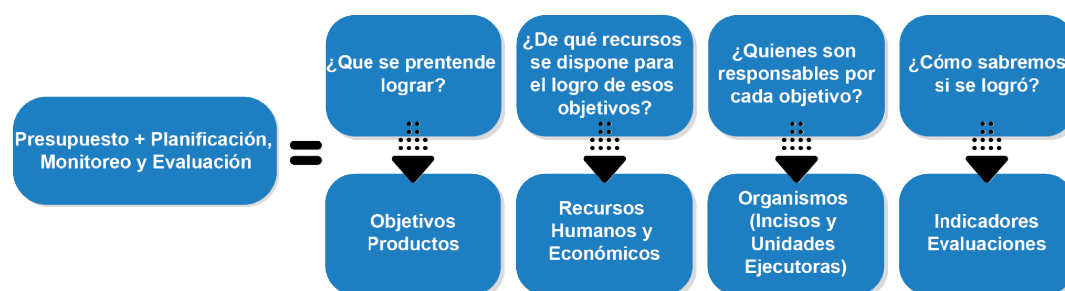 Presupuesto + Planificación,
Monitoreo y Evaluación
=
¿Que se prentende
lograr?
¿De qué recursos
se dispone para
el logro de esos
objetivos?
¿Quienes son
responsables por
cada objetivo?
¿Cómo sabremos
si se logró?
Objetivos
Productos
Recursos
Humanos y
Económicos
Organismos
(Incisos y
Unidades
Ejecutoras)
Indicadores
Evaluaciones